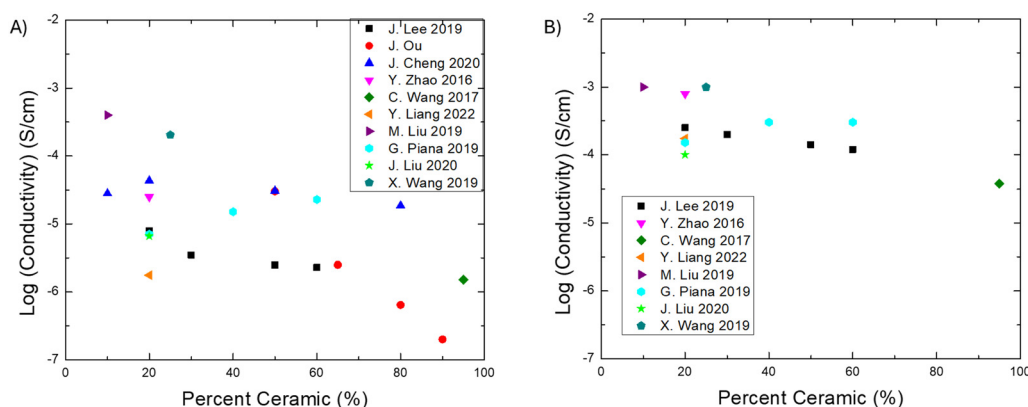 A)
-2
-3
-4
-5
-6
-7
Log (Conductivity) (S/cm)
J. Lee 2019
J. Ou
J. Cheng 2020
Y. Zhao 2016
C. Wang 2017
Y. Liang 2022
M. Liu 2019
G. Piana 2019
J. Liu 2020
X. Wang 2019
0 20 40 60 80 100
Percent Ceramic (%)
B)
-2
-3
-4
-5
-6
-7
Log (Conductivity) (S/cm)
J. Lee 2019
Y. Zhao 2016
C. Wang 2017
Y. Liang 2022
M. Liu 2019
G. Piana 2019
J. Liu 2020
X. Wang 2019
0 20 40 60 80 100
Percent Ceramic (%)